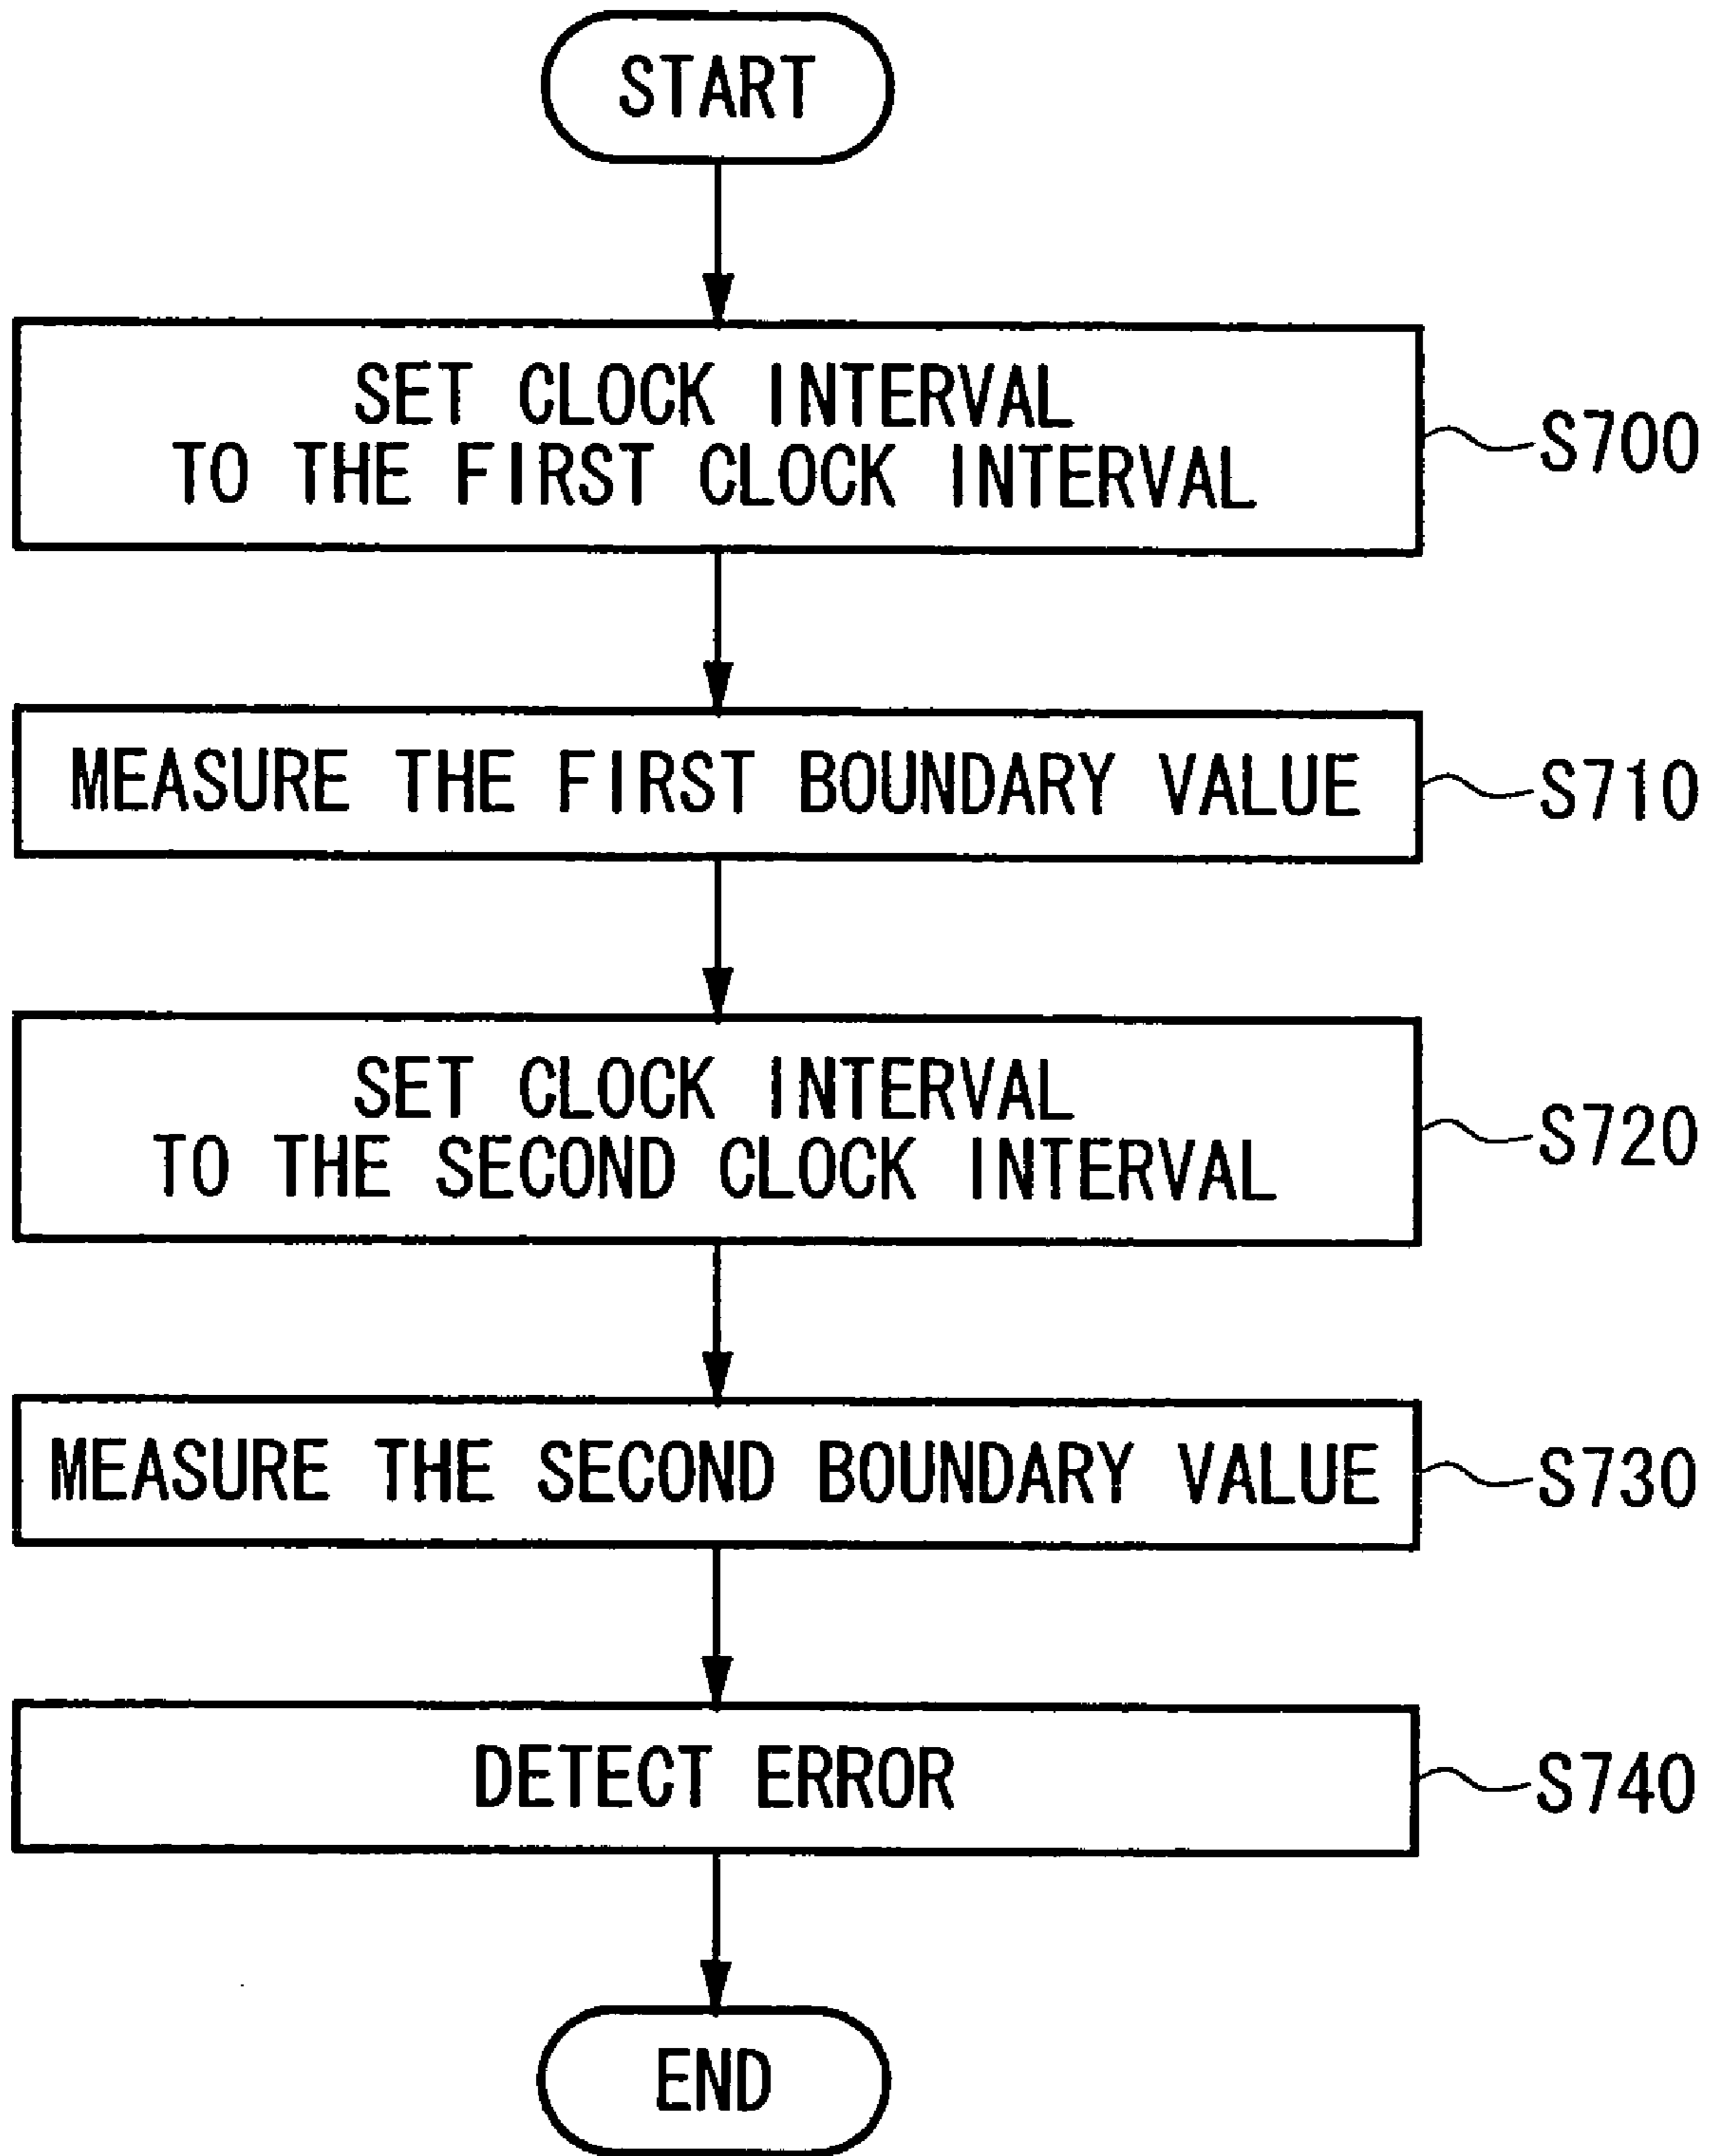 START
SET CLOCK INTERVAL
TO THE FIRST CLOCK INTERVAL
S700
MEASURE THE FIRST BOUNDARY VALUE
S710
SET CLOCK INTERVAL
TO THE SECOND CLOCK INTERVAL
S720
MEASURE THE SECOND BOUNDARY VALUE
S730
DETECT ERROR
S740
END